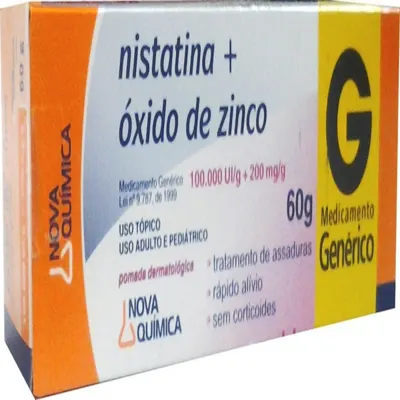 nistatina +
óxido de zinco
Medicamento Genérico
Lei nº 9.787, de 1999
100.000 UI/g + 200 mg/g
USO TÓPICO
USO ADULTO E PEDIÁTRICO
60g
pomada dermatológica
• tratamento de assaduras
• rápido alívio
• sem corticoides
NOVA
QUÍMICA
G
Medicamento
Genérico
NOVA
QUÍMICA